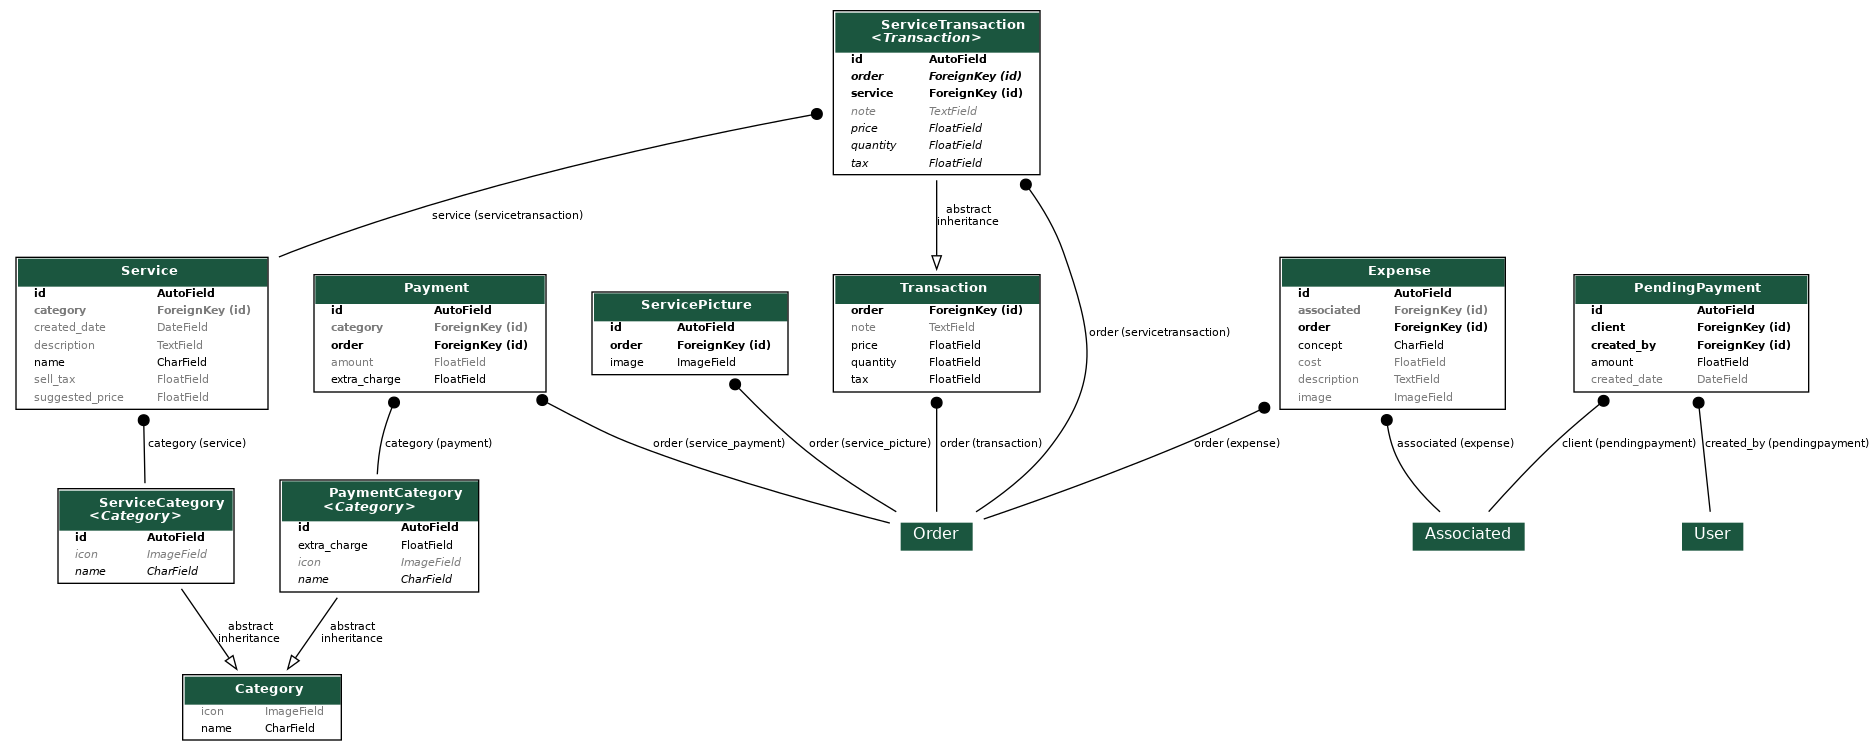 ServiceTransaction
<Transaction>
id AutoField
order ForeignKey (id)
service ForeignKey (id)
note TextField
price FloatField
quantity FloatField
tax FloatField
service (servicetransaction)
abstract
inheritance
order (servicetransaction)
Service
id AutoField
category ForeignKey (id)
created_date DateField
description TextField
name CharField
sell_tax FloatField
suggested_price FloatField
Payment
id AutoField
category ForeignKey (id)
order ForeignKey (id)
amount FloatField
extra_charge FloatField
ServicePicture
id AutoField
order ForeignKey (id)
image ImageField
Transaction
order ForeignKey (id)
note TextField
price FloatField
quantity FloatField
tax FloatField
Expense
id AutoField
associated ForeignKey (id)
order ForeignKey (id)
concept CharField
cost FloatField
description TextField
image ImageField
PendingPayment
id AutoField
client ForeignKey (id)
created_by ForeignKey (id)
amount FloatField
created_date DateField
category (service)
category (payment)
order (service_payment)
order (service_picture)
order (transaction)
order (expense)
associated (expense)
client (pendingpayment)
created_by (pendingpayment)
ServiceCategory
<Category>
id AutoField
icon ImageField
name CharField
PaymentCategory
<Category>
id AutoField
extra_charge FloatField
icon ImageField
name CharField
Order
Associated
User
abstract
inheritance
abstract
inheritance
Category
icon ImageField
name CharField